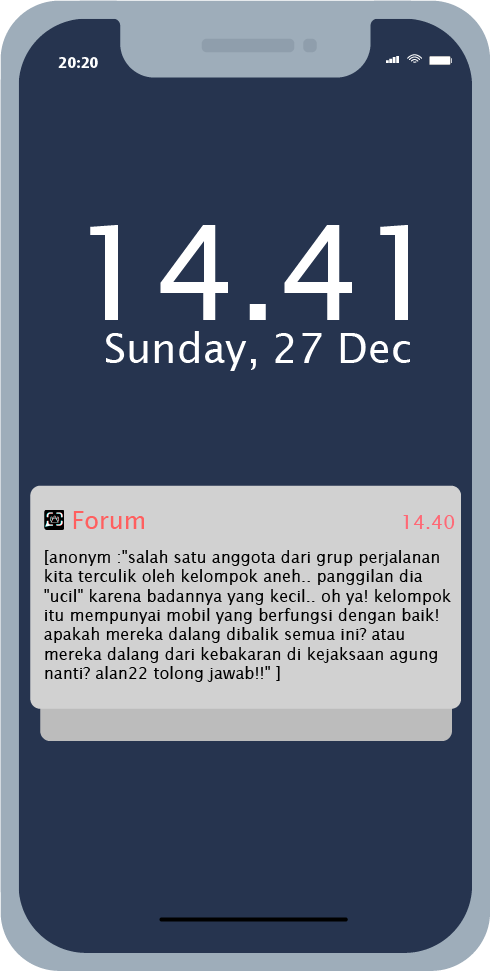 20:20
14.41
Sunday, 27 Dec
Forum 14.40
[anonym :"salah satu anggota dari grup perjalanan
kita terculik oleh kelompok aneh.. panggilan dia
"ucil" karena badannya yang kecil.. oh ya! kelompok
itu mempunyai mobil yang berfungsi dengan baik!
apakah mereka dalang dibalik semua ini? atau
mereka dalang dari kebakaran di kejaksaan agung
nanti? alan22 tolong jawab!!" ]